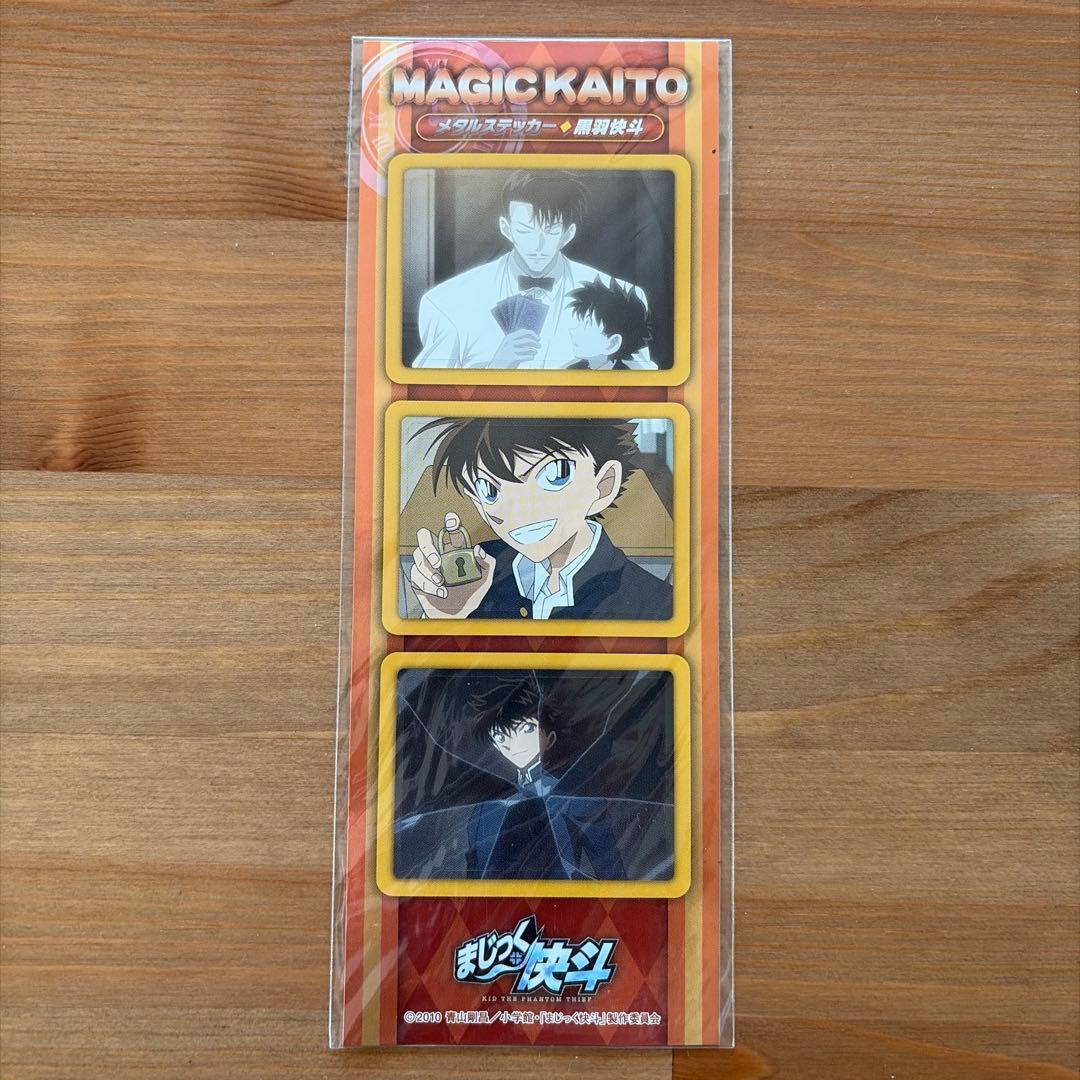 MAGIC KAITO
メタルステッカー◆黒羽快斗
まじっく快斗
KID THE PHANTOM THIEF
©2010 青山剛昌／小学館・「まじっく快斗」製作委員会